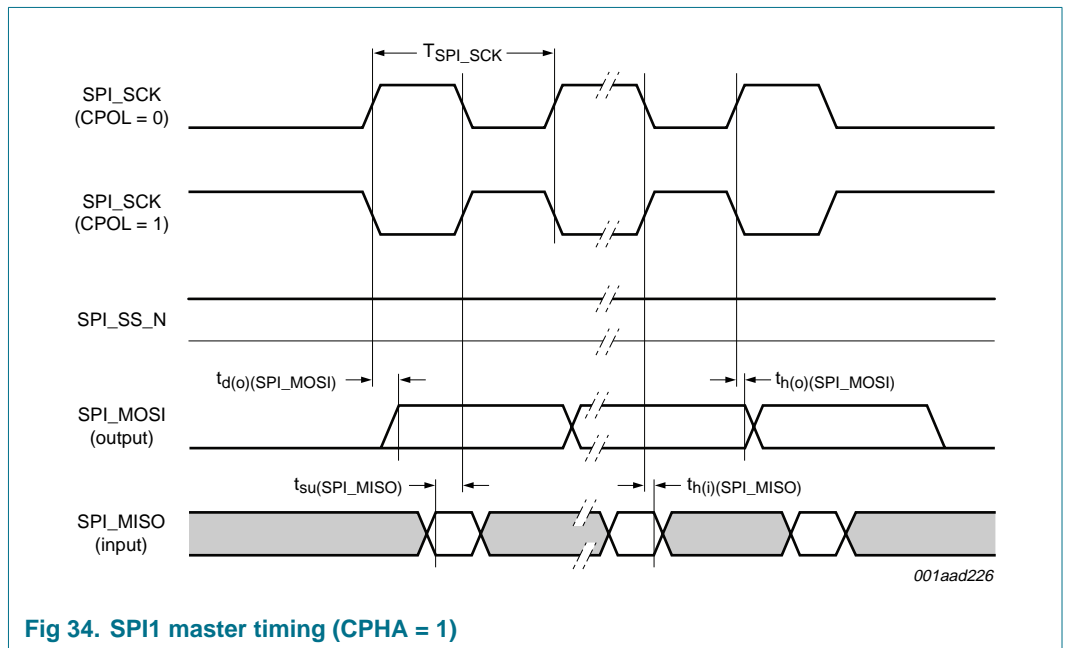 T_SPI_SCK
SPI_SCK
(CPOL = 0)
SPI_SCK
(CPOL = 1)
SPI_SS_N
t_d(o)(SPI_MOSI)
t_h(o)(SPI_MOSI)
SPI_MOSI
(output)
t_su(SPI_MISO)
t_h(i)(SPI_MISO)
SPI_MISO
(input)
001aad226
Fig 34. SPI1 master timing (CPHA = 1)